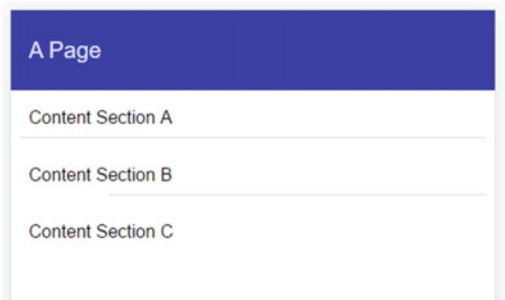 A Page
Content Section A
Content Section B
Content Section C